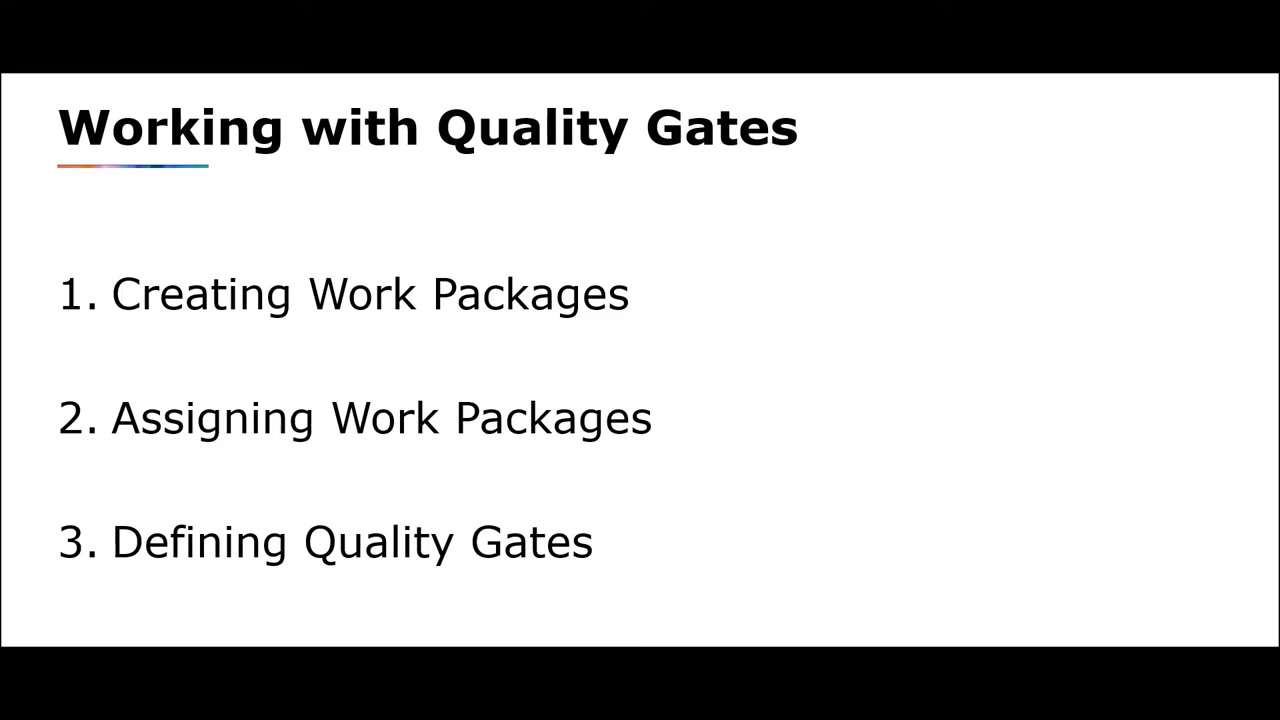 Working with Quality Gates
1. Creating Work Packages
2. Assigning Work Packages
3. Defining Quality Gates